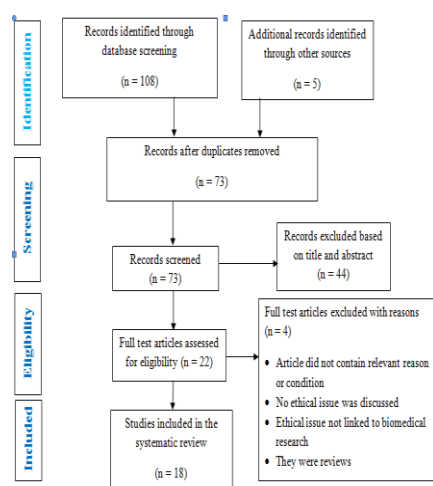 Identification
Records identified through
database screening
(n = 108)
Additional records identified
through other sources
(n = 5)
Records after duplicates removed
(n = 73)
Screening
Records screened
(n = 73)
Records excluded based
on title and abstract
(n = 44)
Eligibility
Full test articles assessed
for eligibility (n = 22)
Full test articles excluded with reasons
(n = 4)
• Article did not contain relevant reason
or condition
• No ethical issue was discussed
• Ethical issue not linked to biomedical
research
• They were reviews
Included
Studies included in the
systematic review
(n = 18)